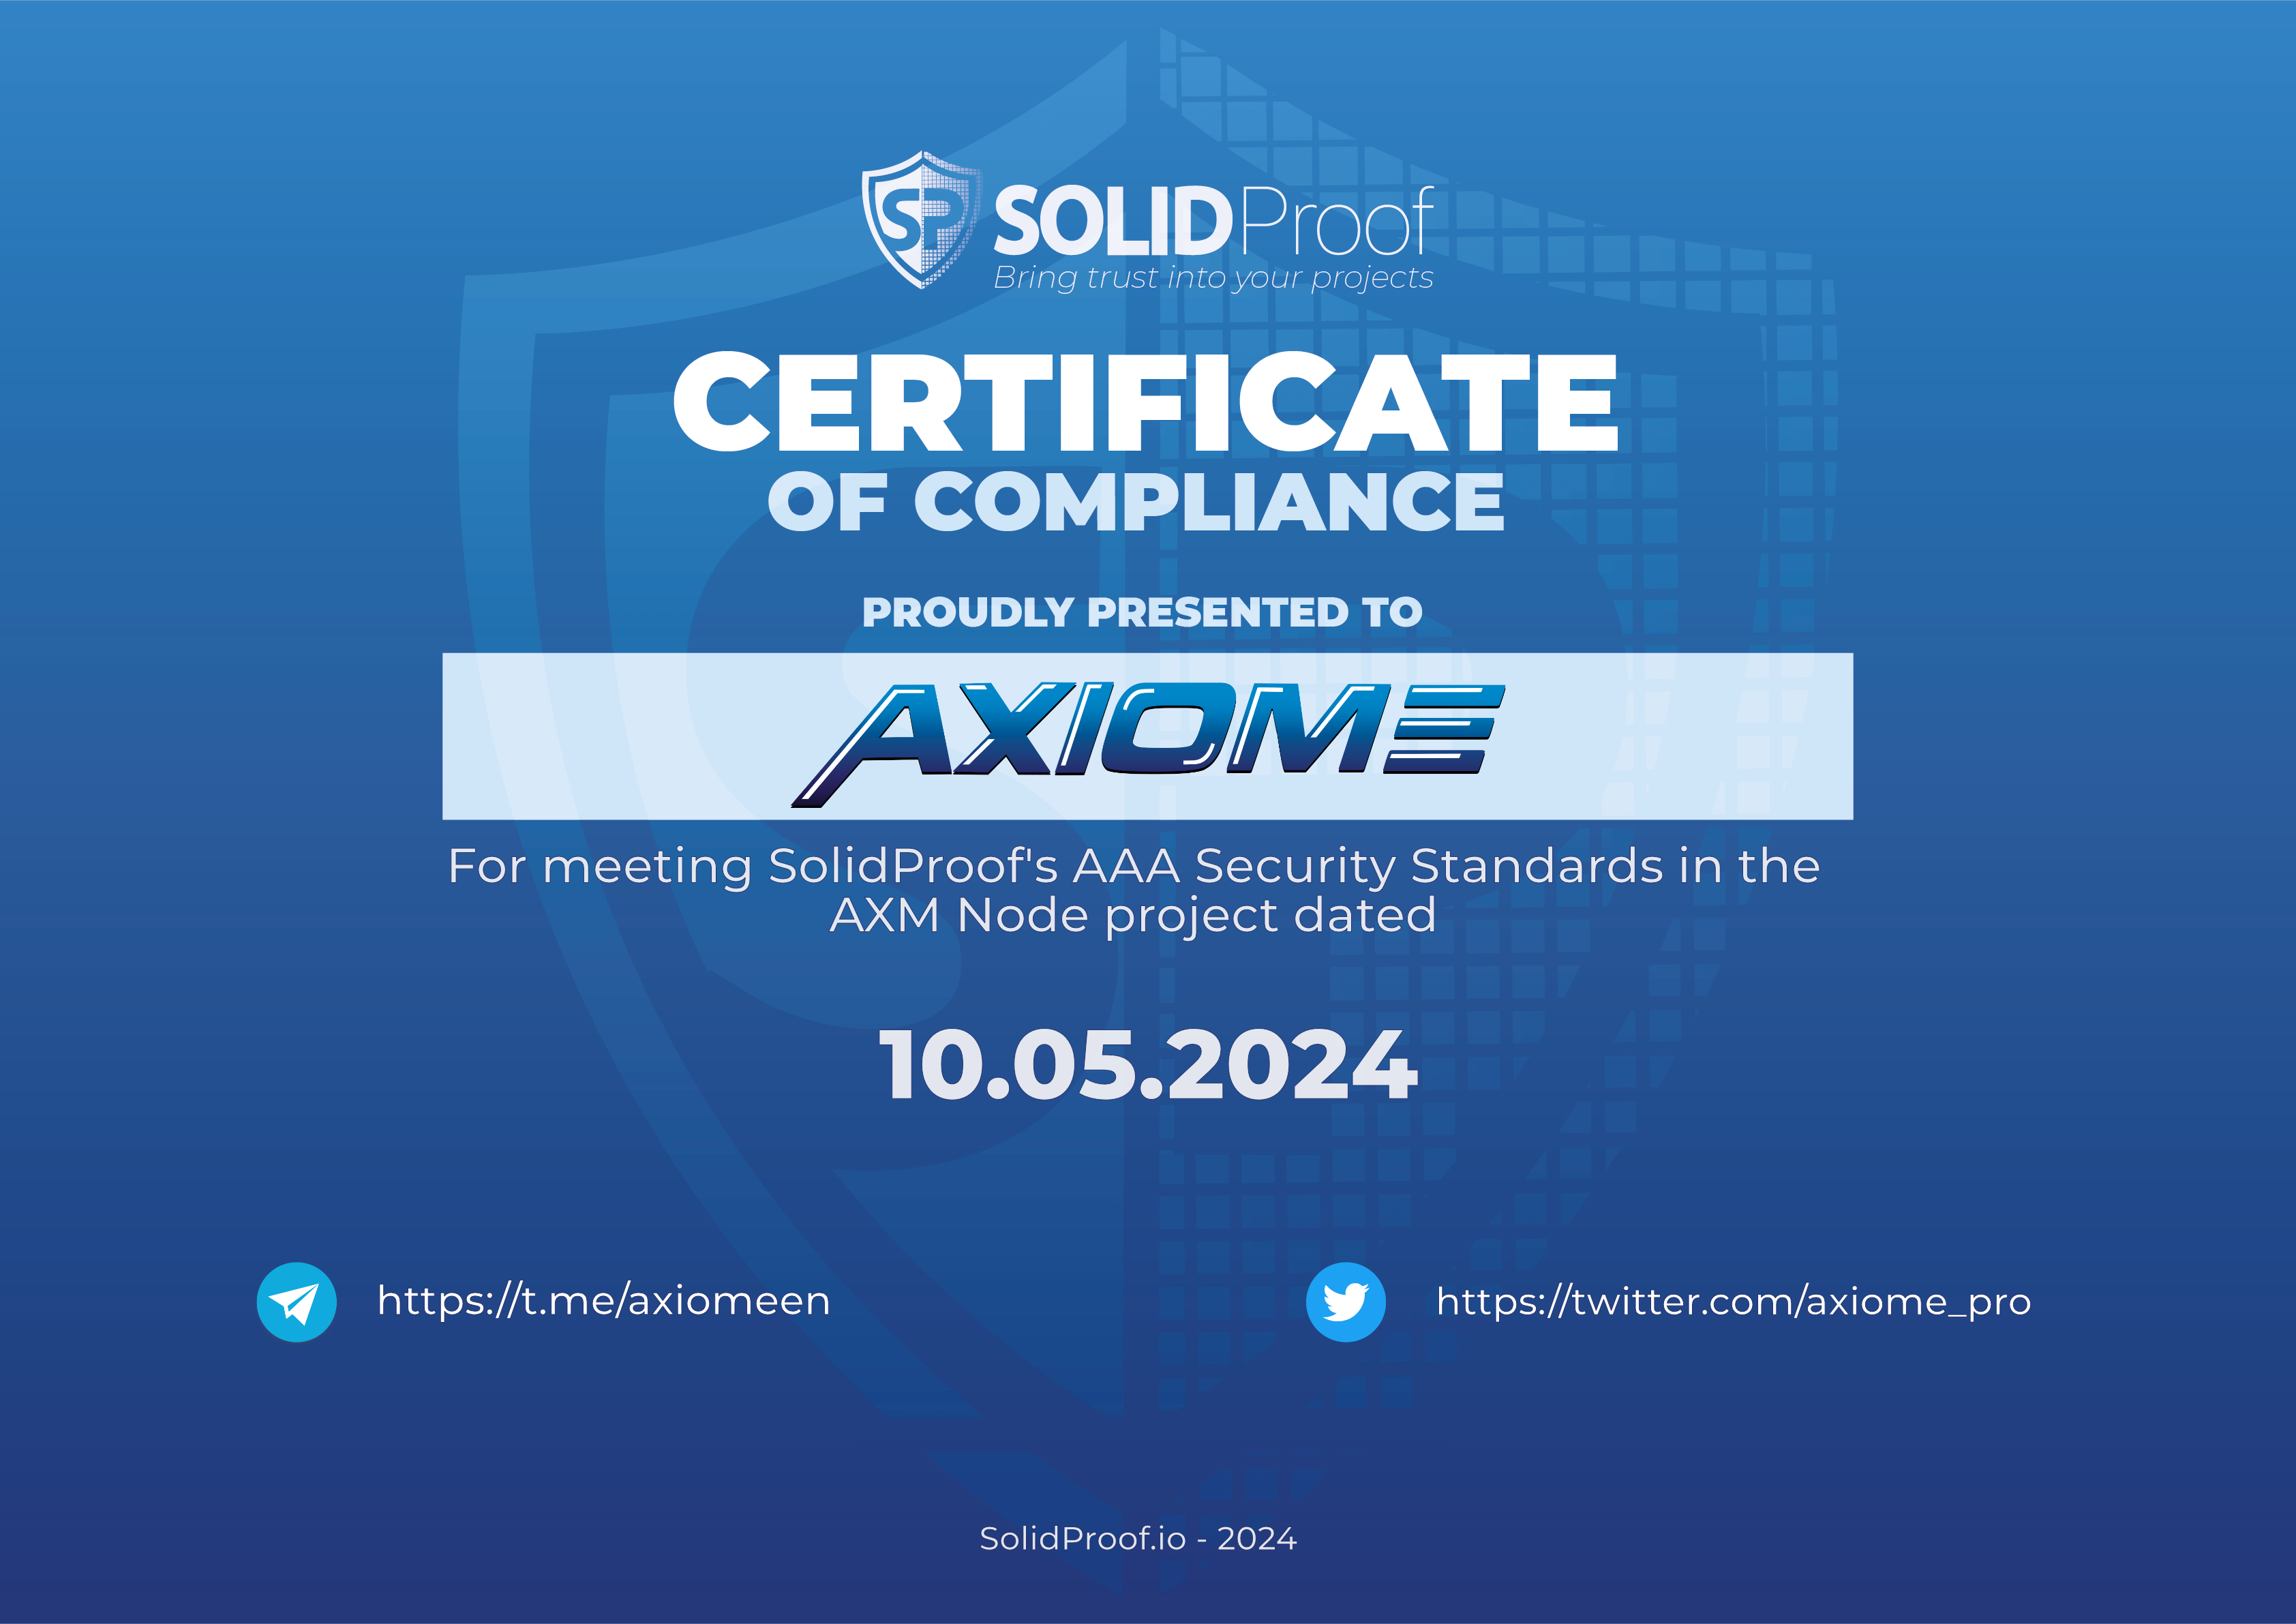 SP SOLIDProof
Bring trust into your projects
CERTIFICATE
OF COMPLIANCE
PROUDLY PRESENTED TO
AXIOME
For meeting SolidProof's AAA Security Standards in the
AXM Node project dated
10.05.2024
https://t.me/axiomeen
https://twitter.com/axiome_pro
SolidProof.io - 2024